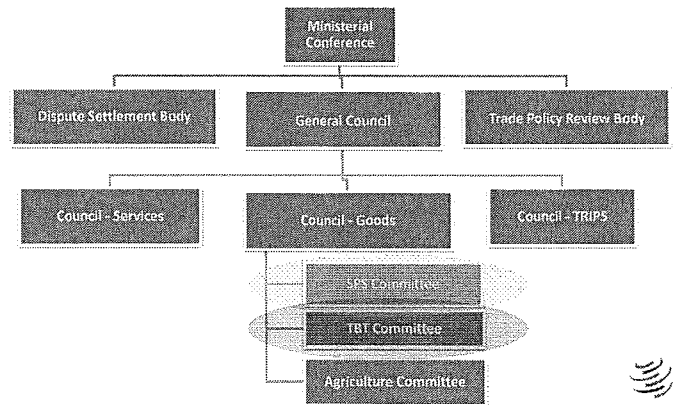 Ministerial
Conference
Dispute Settlement Body
General Council
Trade Policy Review Body
Council - Services
Council - Goods
Council - TRIPS
SPS Committee
TBT Committee
Agriculture Committee